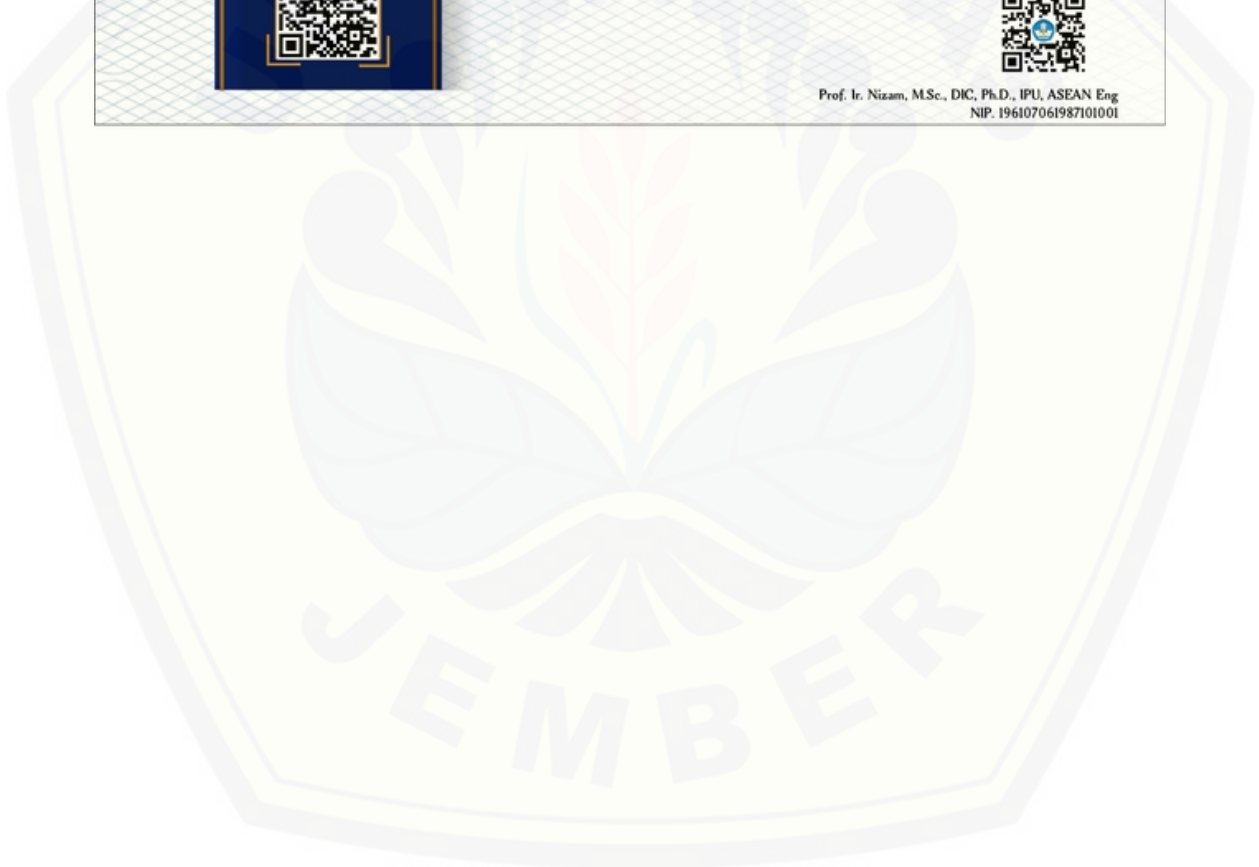 Prof. Ir. Nizam, M.Sc., DIC, Ph.D., IPU, ASEAN Eng
NIP. 196107061987101001
JEMBER